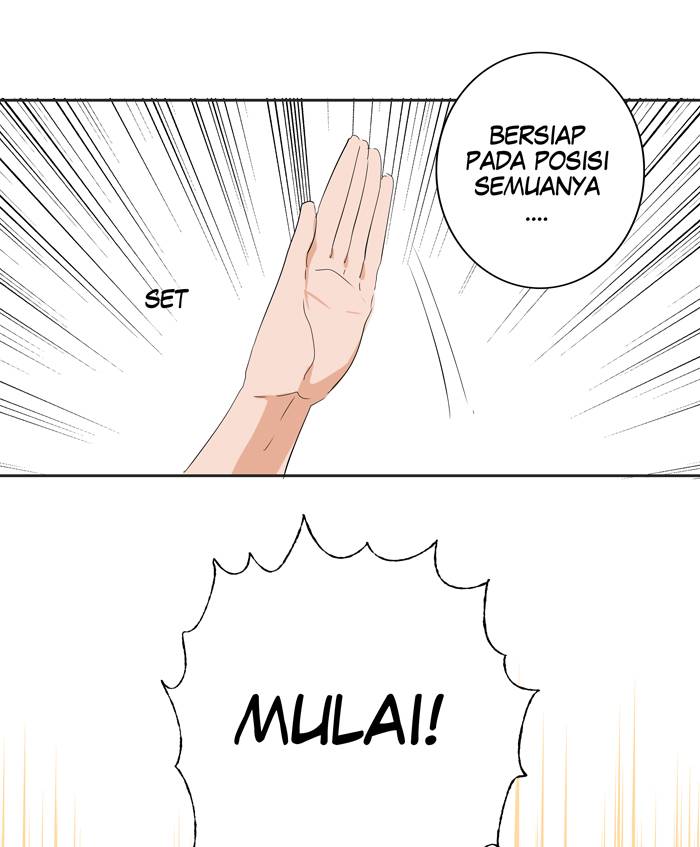 BERSIAP
PADA POSISI
SEMUANYA
....
SET
MULAI!